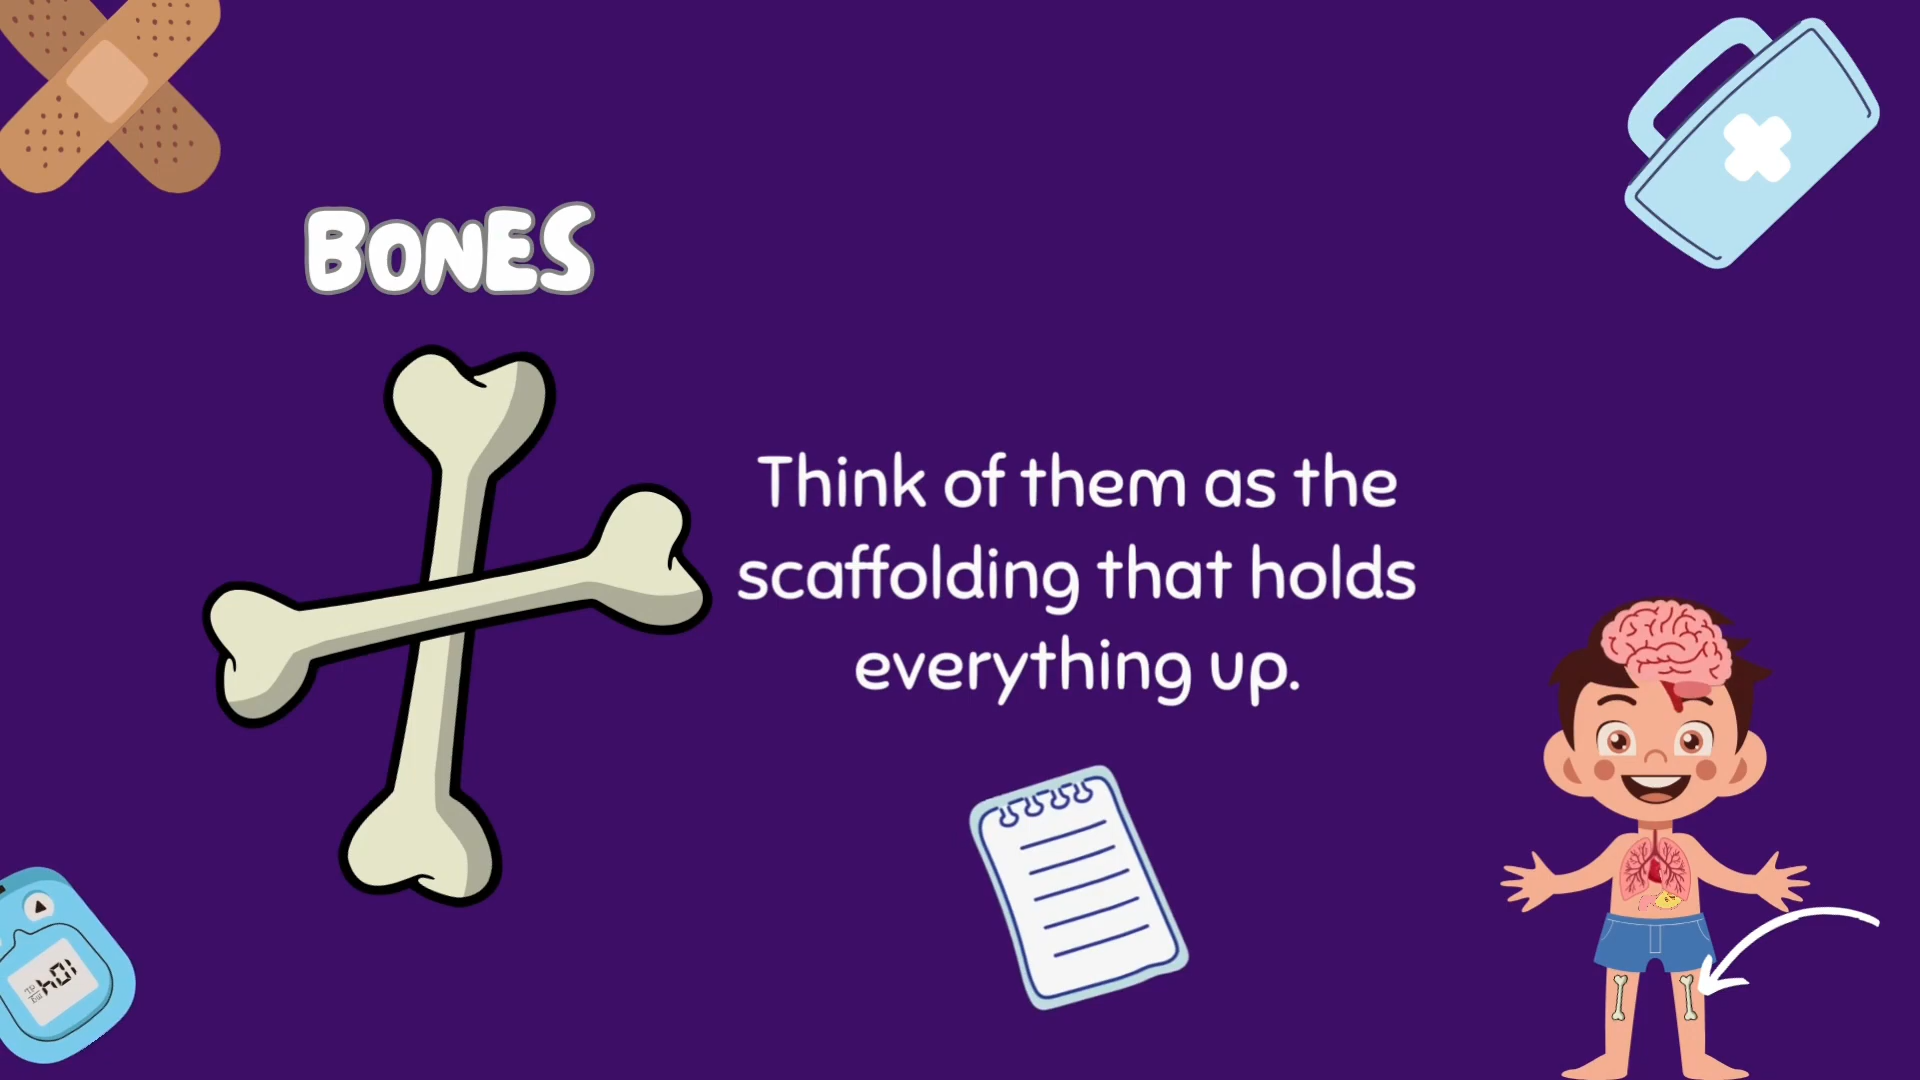 BONES
Think of them as the
scaffolding that holds
everything up.